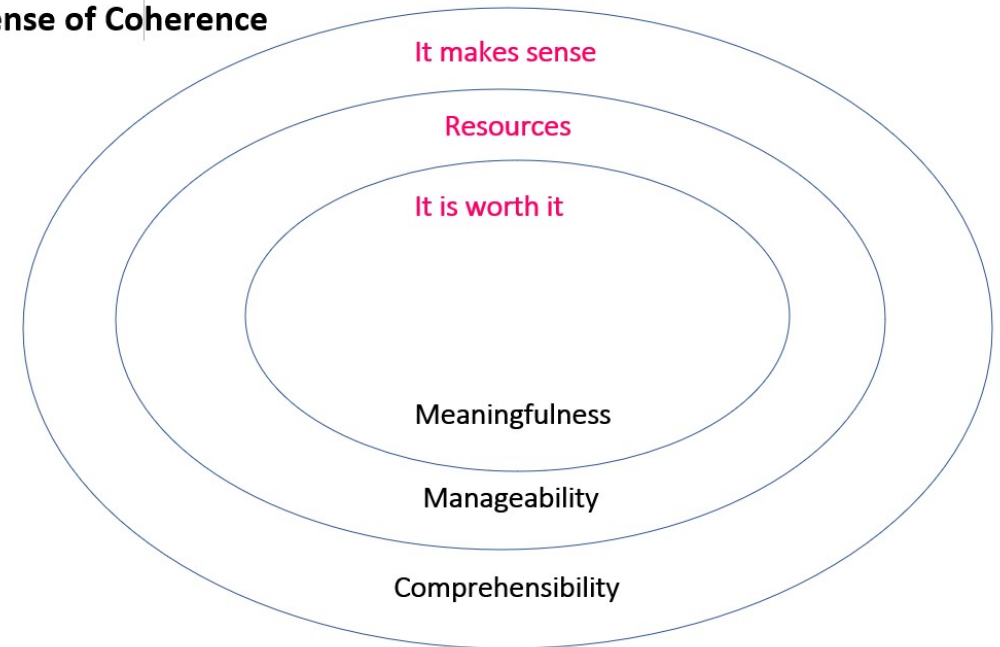 ense of Coherence
It makes sense
Resources
It is worth it
Meaningfulness
Manageability
Comprehensibility